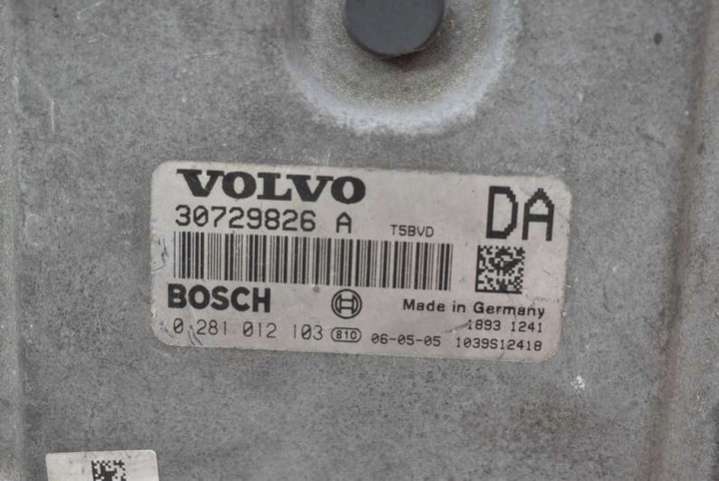 VOLVO
DA
30729826 A T5BVD
BOSCH Made in Germany
1893 1241
0 281 012 103 810 06-05-05 1039S12418